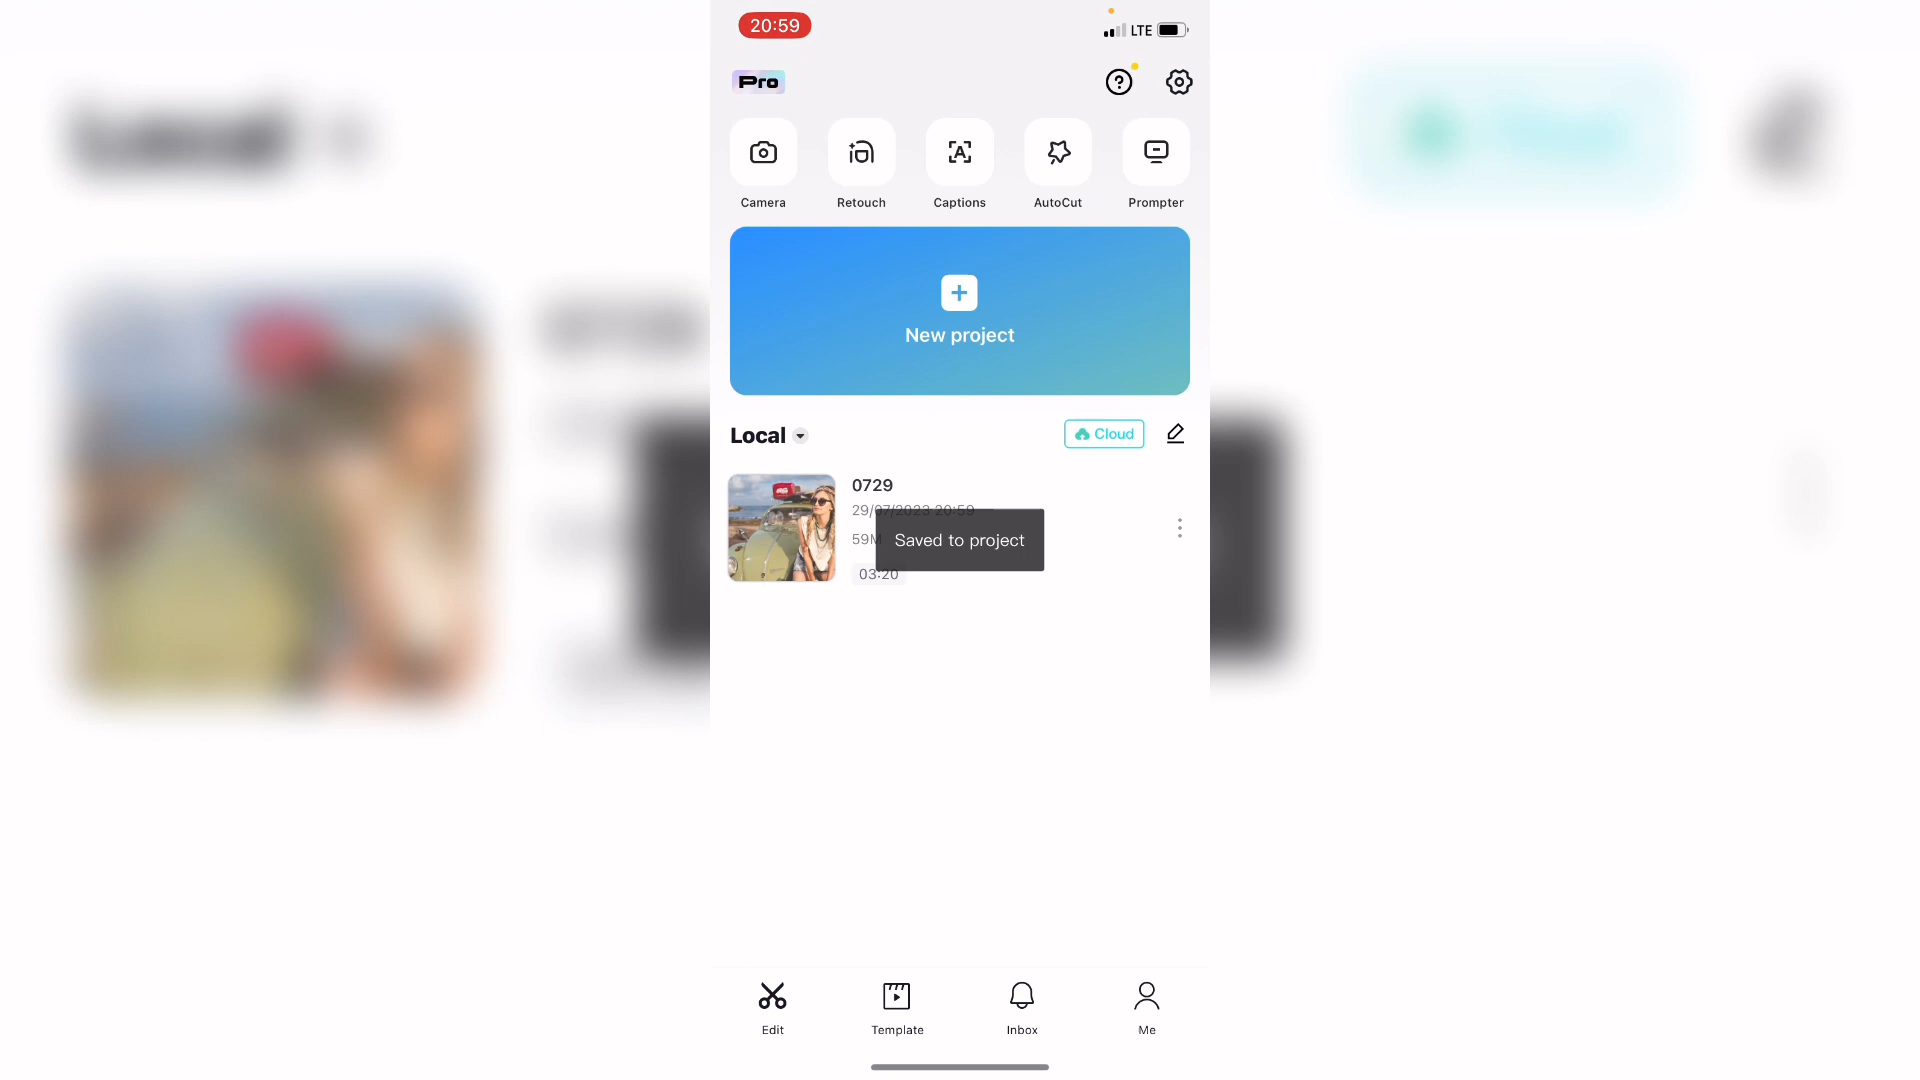 20:59
LTE
Pro
Camera
Retouch
Captions
AutoCut
Prompter
New project
Local
Cloud
0729
29/07/2023 20:59
59M
Saved to project
03:20
Edit
Template
Inbox
Me